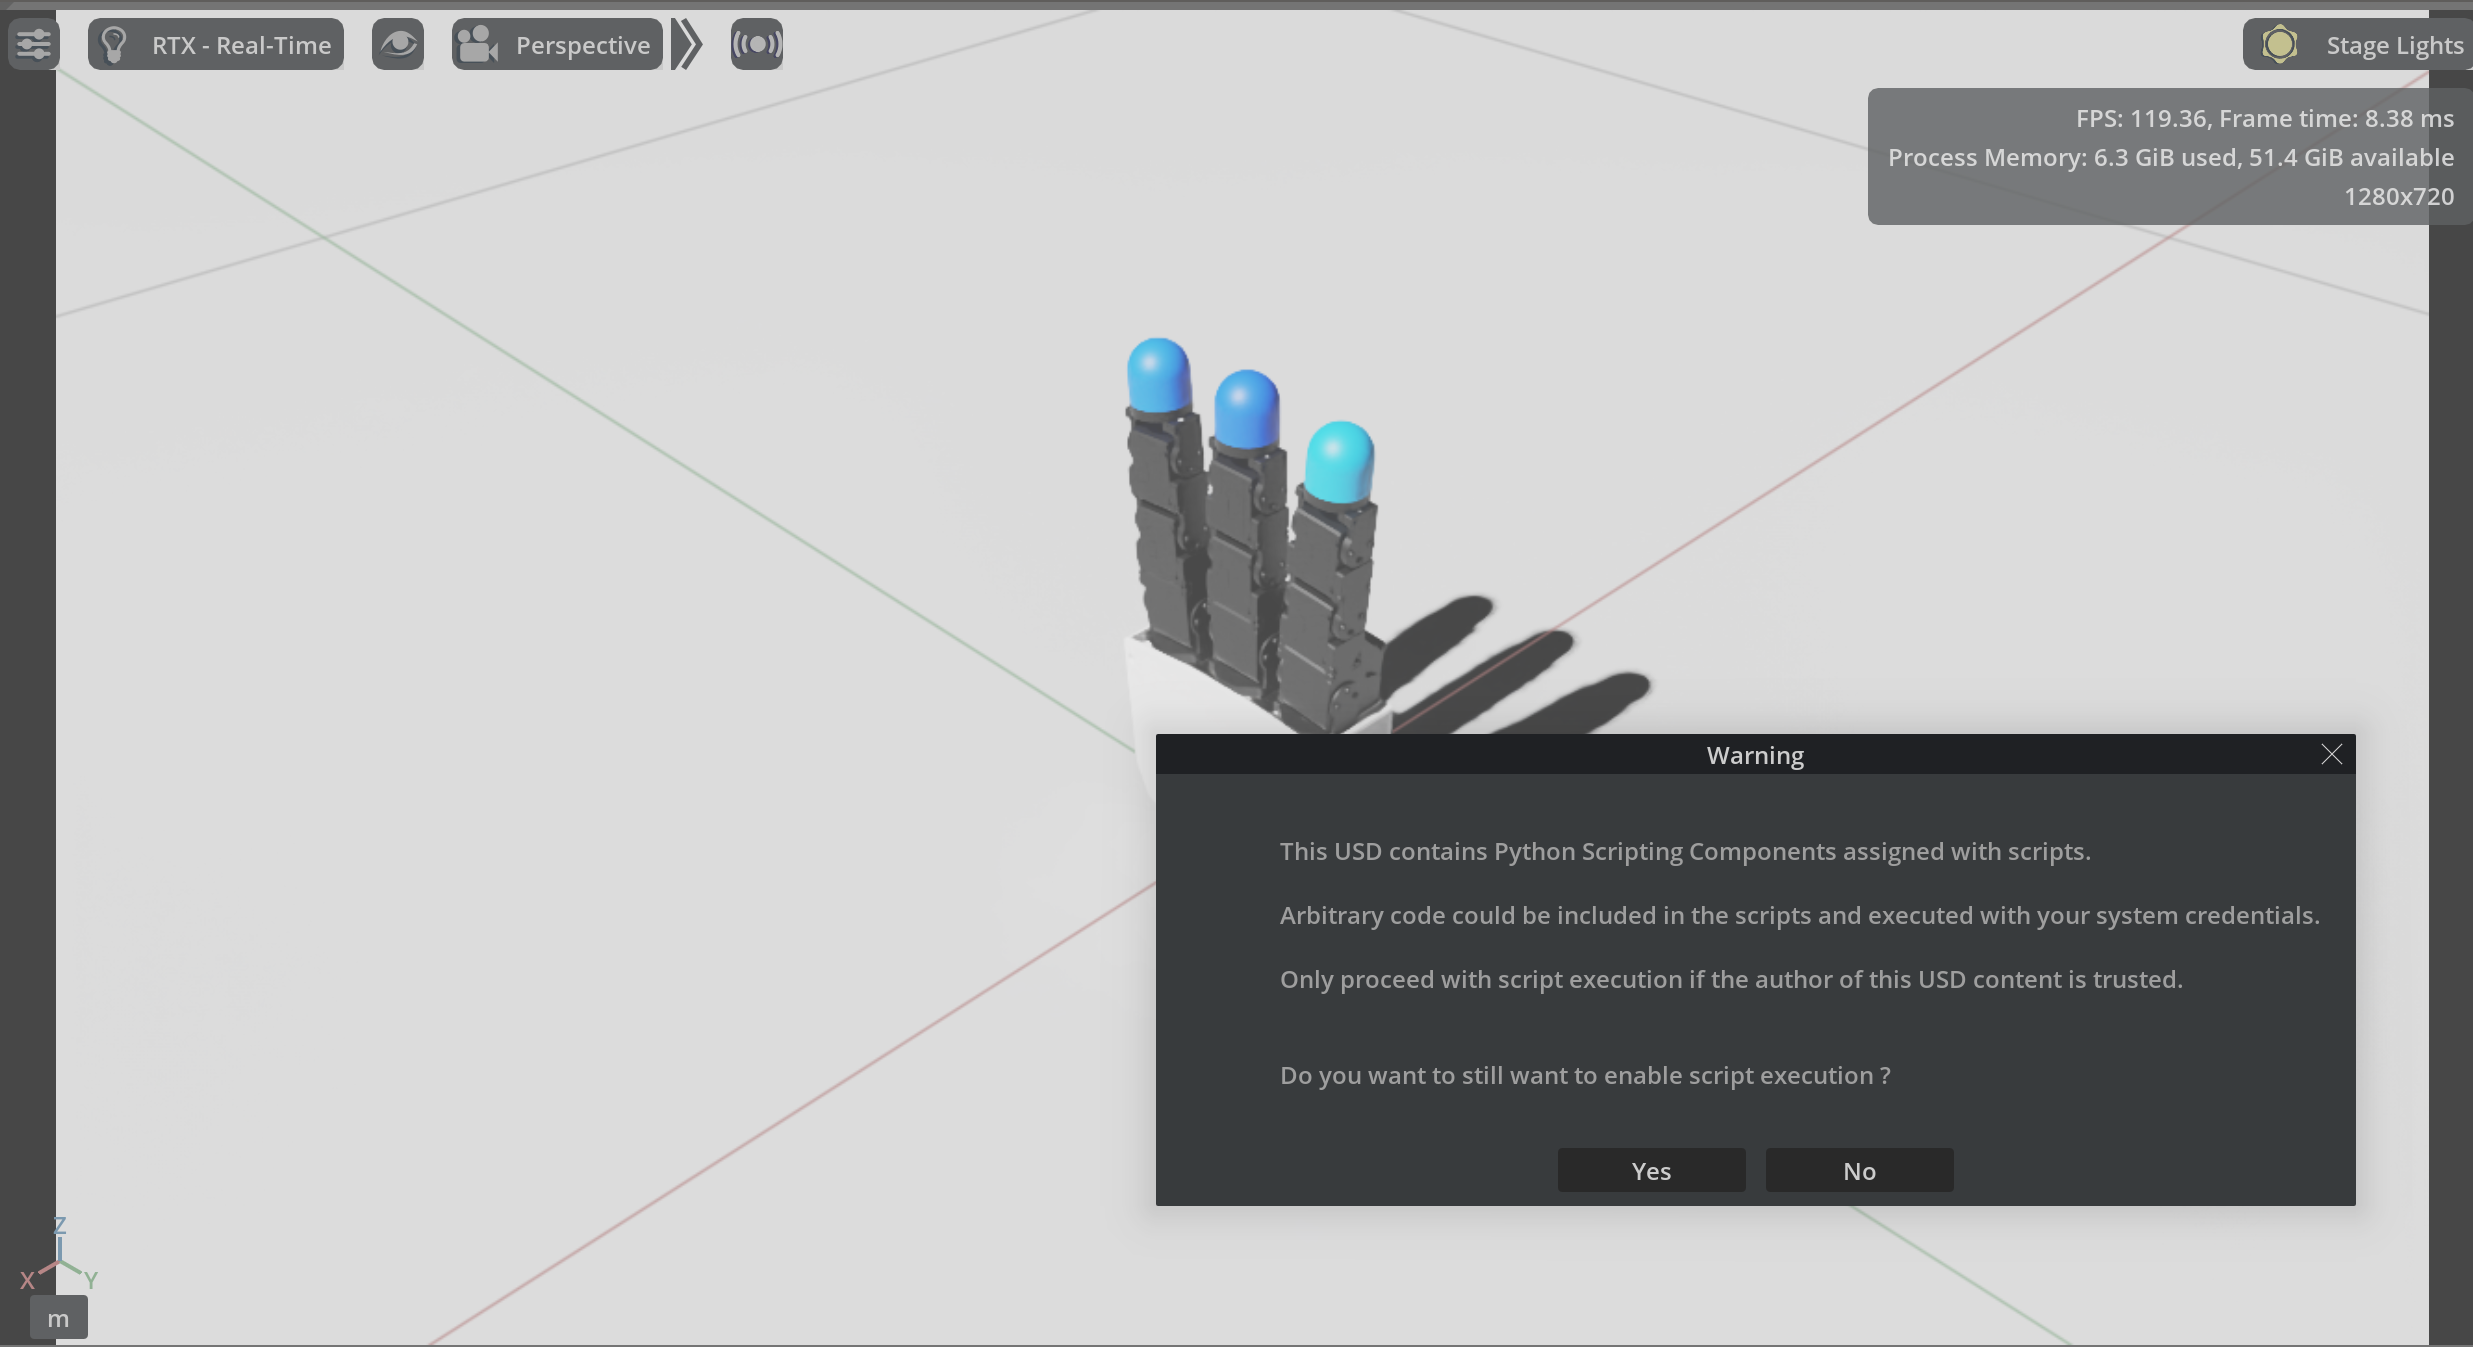 RTX - Real-Time
Perspective
Stage Lights
FPS: 119.36, Frame time: 8.38 ms
Process Memory: 6.3 GiB used, 51.4 GiB available
1280x720
Warning
This USD contains Python Scripting Components assigned with scripts.
Arbitrary code could be included in the scripts and executed with your system credentials.
Only proceed with script execution if the author of this USD content is trusted.
Do you want to still want to enable script execution ?
Yes
No
Z
X
Y
m